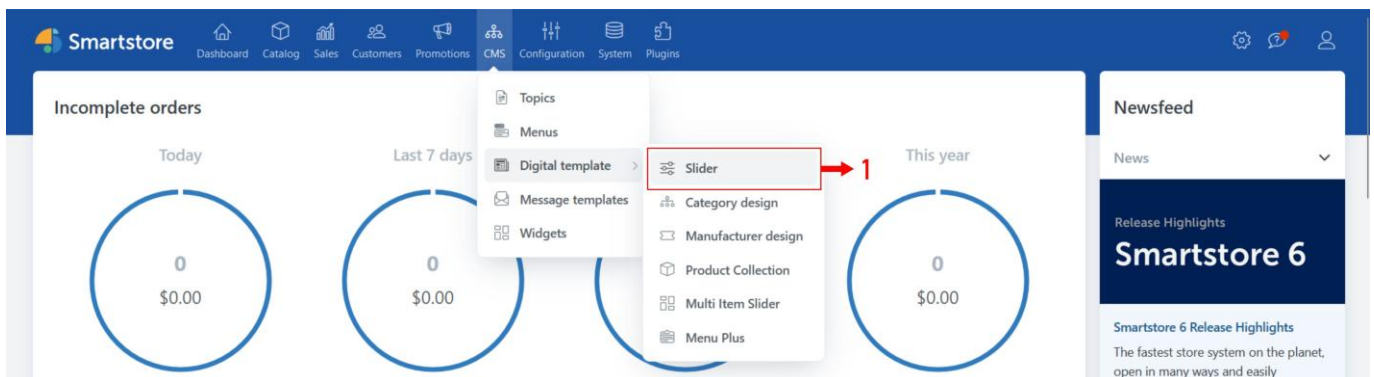 Smartstore
Dashboard Catalog Sales Customers Promotions CMS Configuration System Plugins
Incomplete orders
Today
0
$0.00
Last 7 days
0
$0.00
This year
0
$0.00
Topics
Menus
Digital template
Message templates
Widgets
Slider
1
Category design
Manufacturer design
Product Collection
Multi Item Slider
Menu Plus
Newsfeed
News
Release Highlights
Smartstore 6
Smartstore 6 Release Highlights
The fastest store system on the planet,
open in many ways and easily